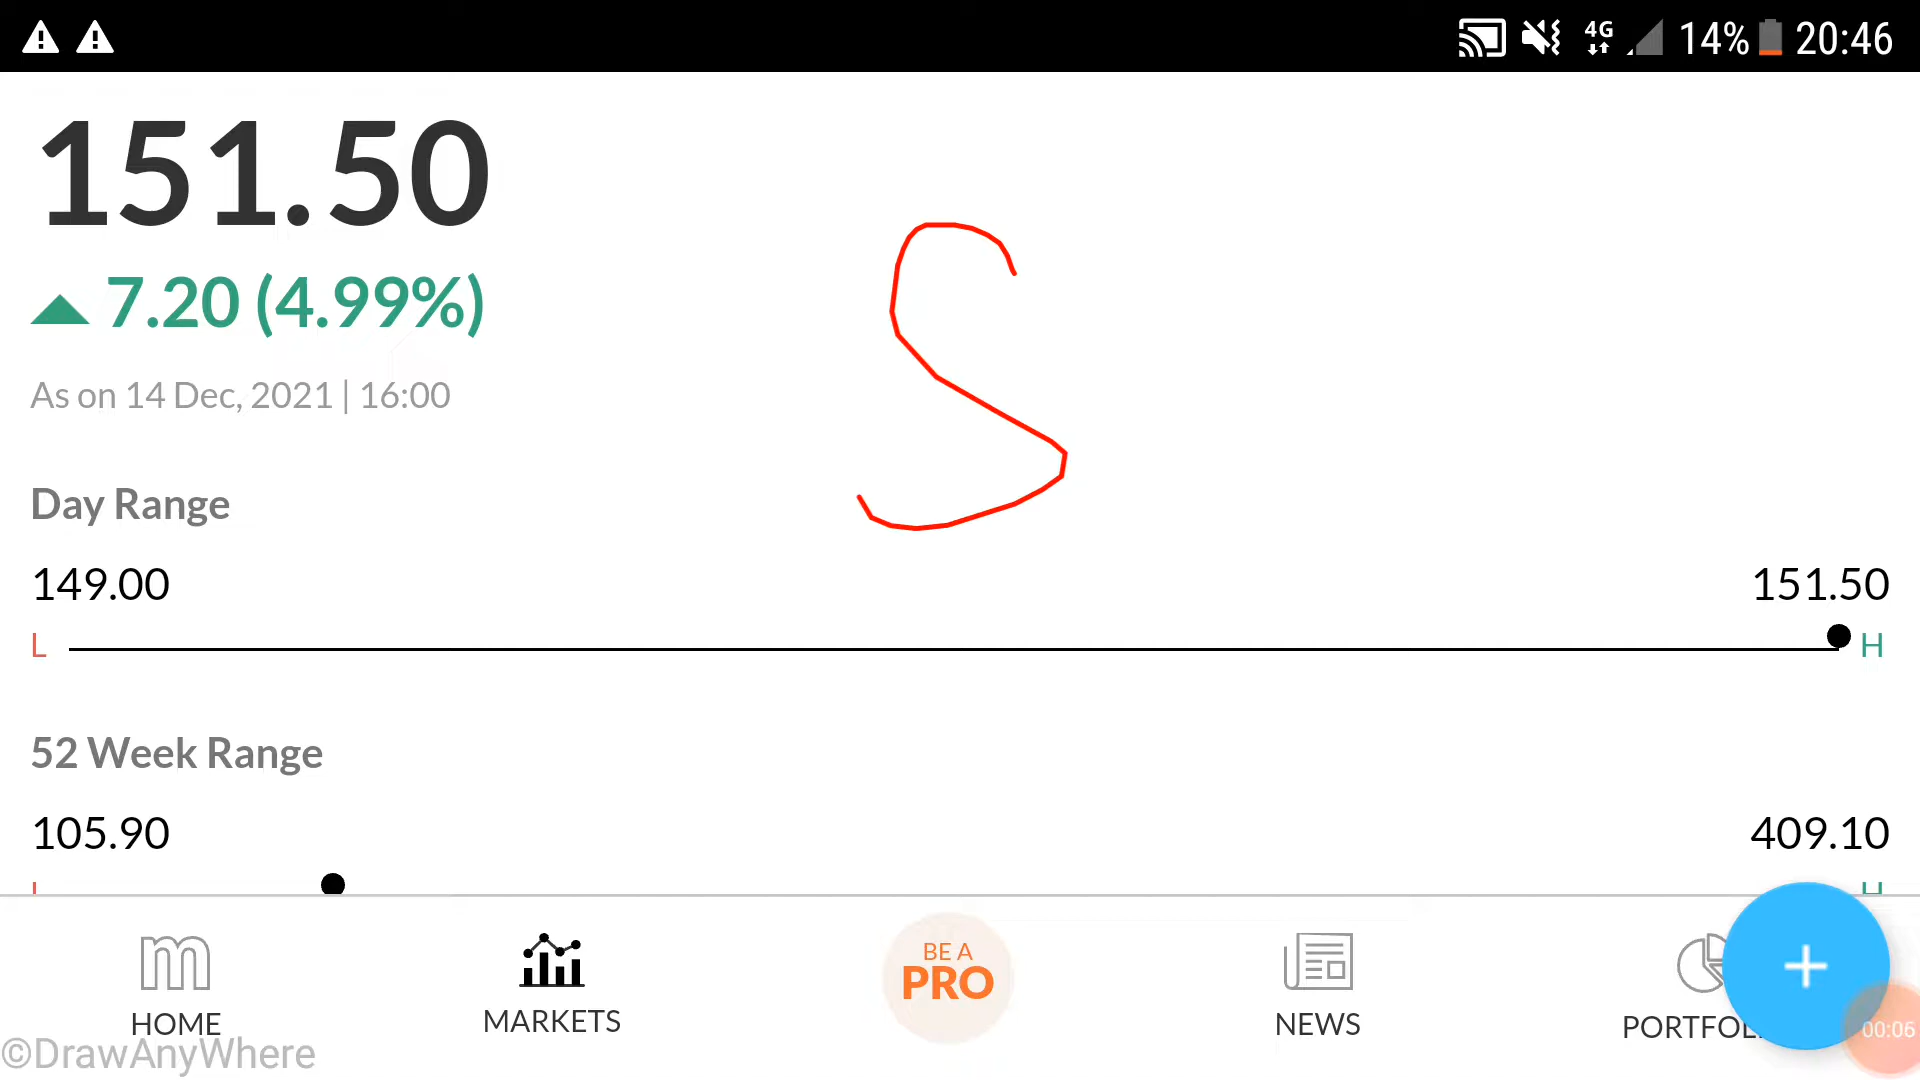 4G 14% 20:46
151.50
7.20 (4.99%)
As on 14 Dec, 2021 | 16:00
S
Day Range
149.00 151.50
L H
52 Week Range
105.90 409.10
L H
m
BE A
PRO
HOME MARKETS NEWS PORTFOL
00:06
©DrawAnyWhere